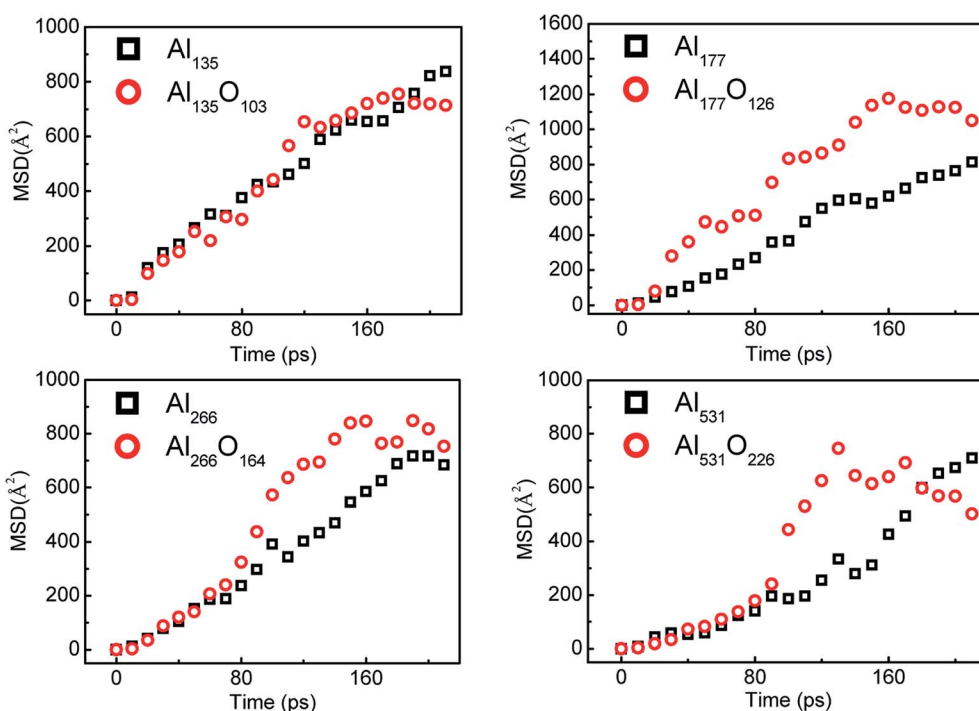 1000
800
600
400
200
0
MSD(Å²)
Al₁₃₅
Al₁₃₅O₁₀₃
0 80 160
Time (ps)
1600
1400
1200
1000
800
600
400
200
0
MSD(Å²)
Al₁₇₇
Al₁₇₇O₁₂₆
0 80 160
Time (ps)
1000
800
600
400
200
0
MSD(Å²)
Al₂₆₆
Al₂₆₆O₁₆₄
0 80 160
Time (ps)
1000
800
600
400
200
0
MSD(Å²)
Al₅₃₁
Al₅₃₁O₂₂₆
0 80 160
Time (ps)